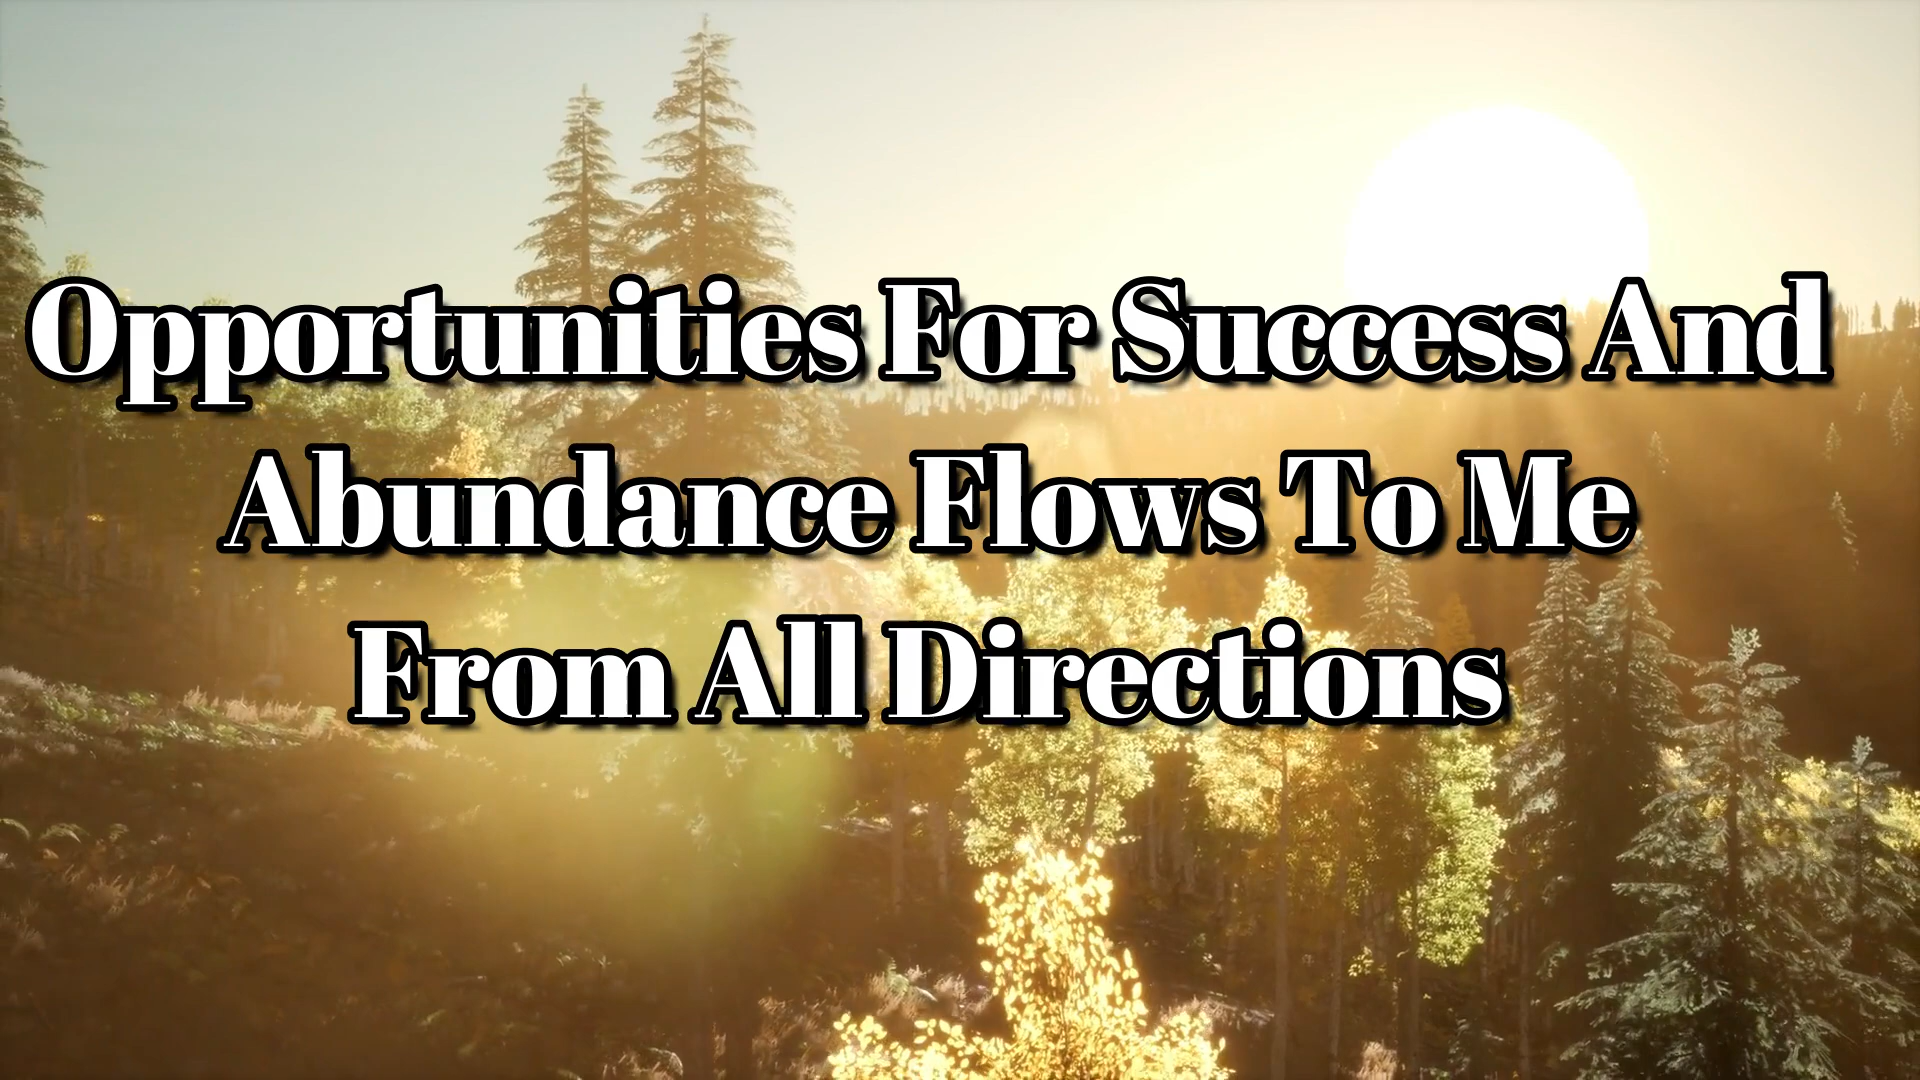 Opportunities For Success And
Abundance Flows To Me
From All Directions